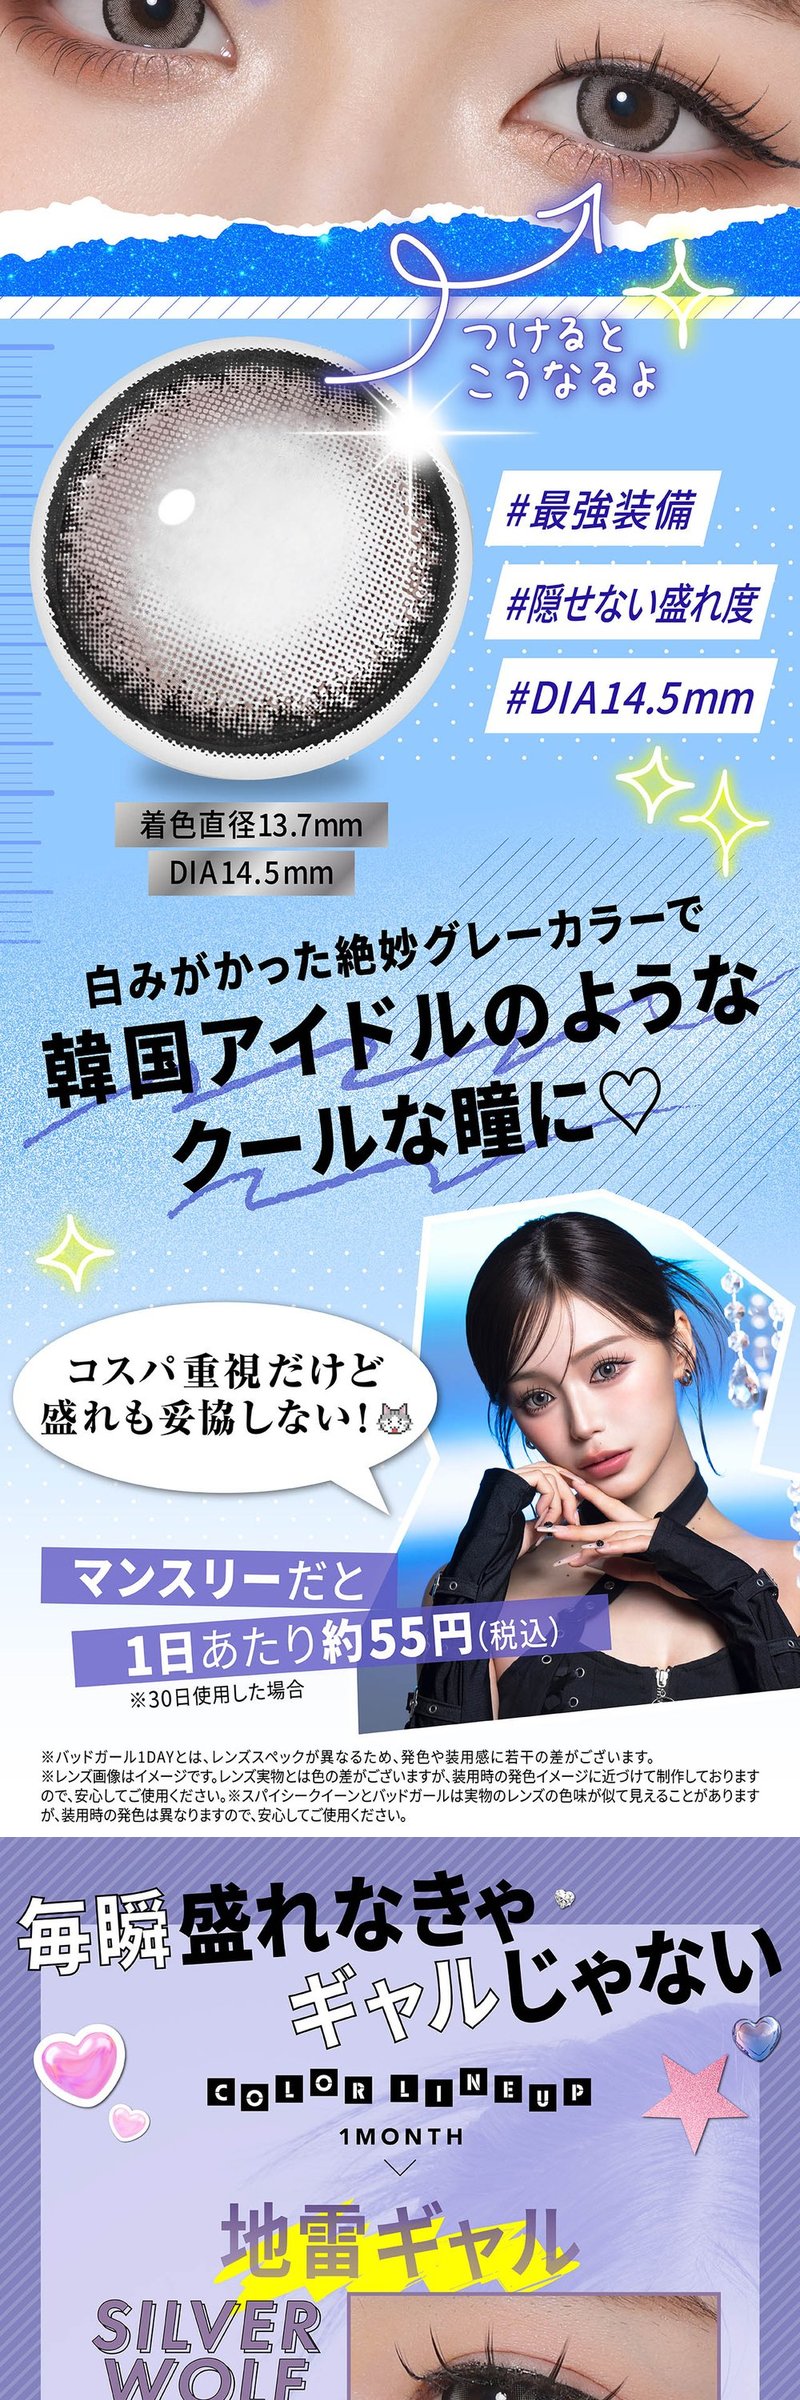 つけると
こうなるよ
#最強装備
#隠せない盛れ度
#DIA14.5mm
着色直径13.7mm
DIA14.5mm
白みがかった絶妙グレーカラーで
韓国アイドルのような
クールな瞳に♡
コスパ重視だけど
盛れも妥協しない!
マンスリーだと
1日あたり約55円(税込)
※30日使用した場合
※バッドガール1DAYとは、レンズスペックが異なるため、発色や装用感に若干の差がございます。
※レンズ画像はイメージです。レンズ実物とは色の差がございますが、装用時の発色イメージに近づけて制作しております
ので、安心してご使用ください。※スパイシークイーンとバッドガールは実物のレンズの色味が似て見えることがあります
が、装用時の発色は異なりますので、安心してご使用ください。
毎瞬盛れなきゃ
ギャルじゃない
COLOR LINEUP
1MONTH
地雷ギャル
SILVER
WOLF